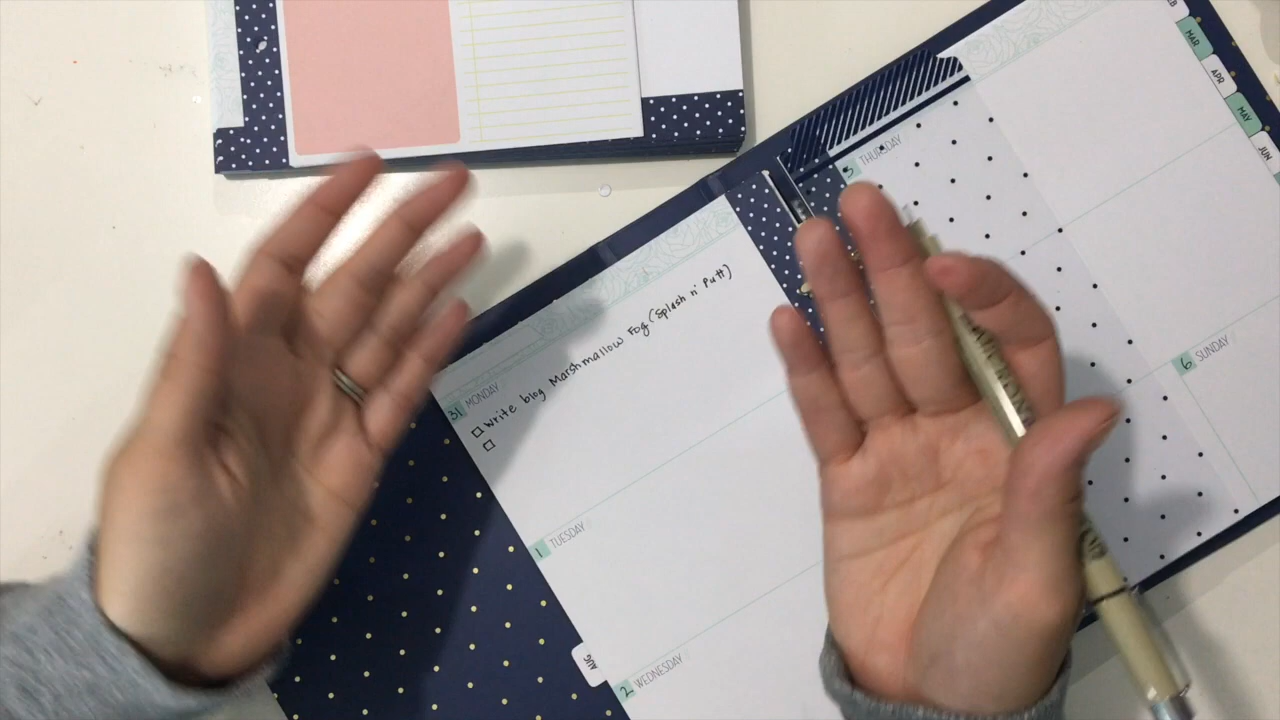 MAR
APR
MAY
JUN
3 THURSDAY
Write blog Marshmallow Fog (Splash n' Putt)
31 MONDAY
6 SUNDAY
1 TUESDAY
2 WEDNESDAY
AUG